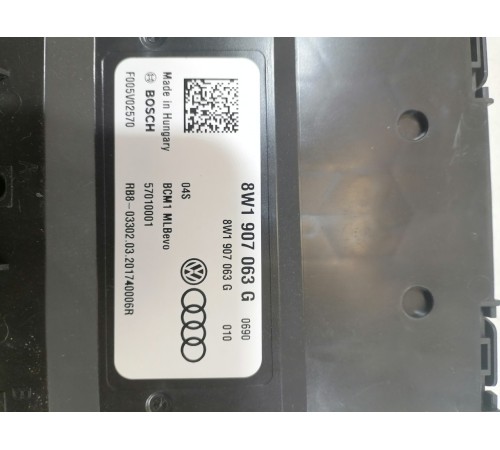 8W1 907 063 G 0690
8W1 907 063 G 010
04S
BCM1 MLBevo
57010001
RB8-03302.03.201740006R
Made in Hungary
BOSCH
F005V02570